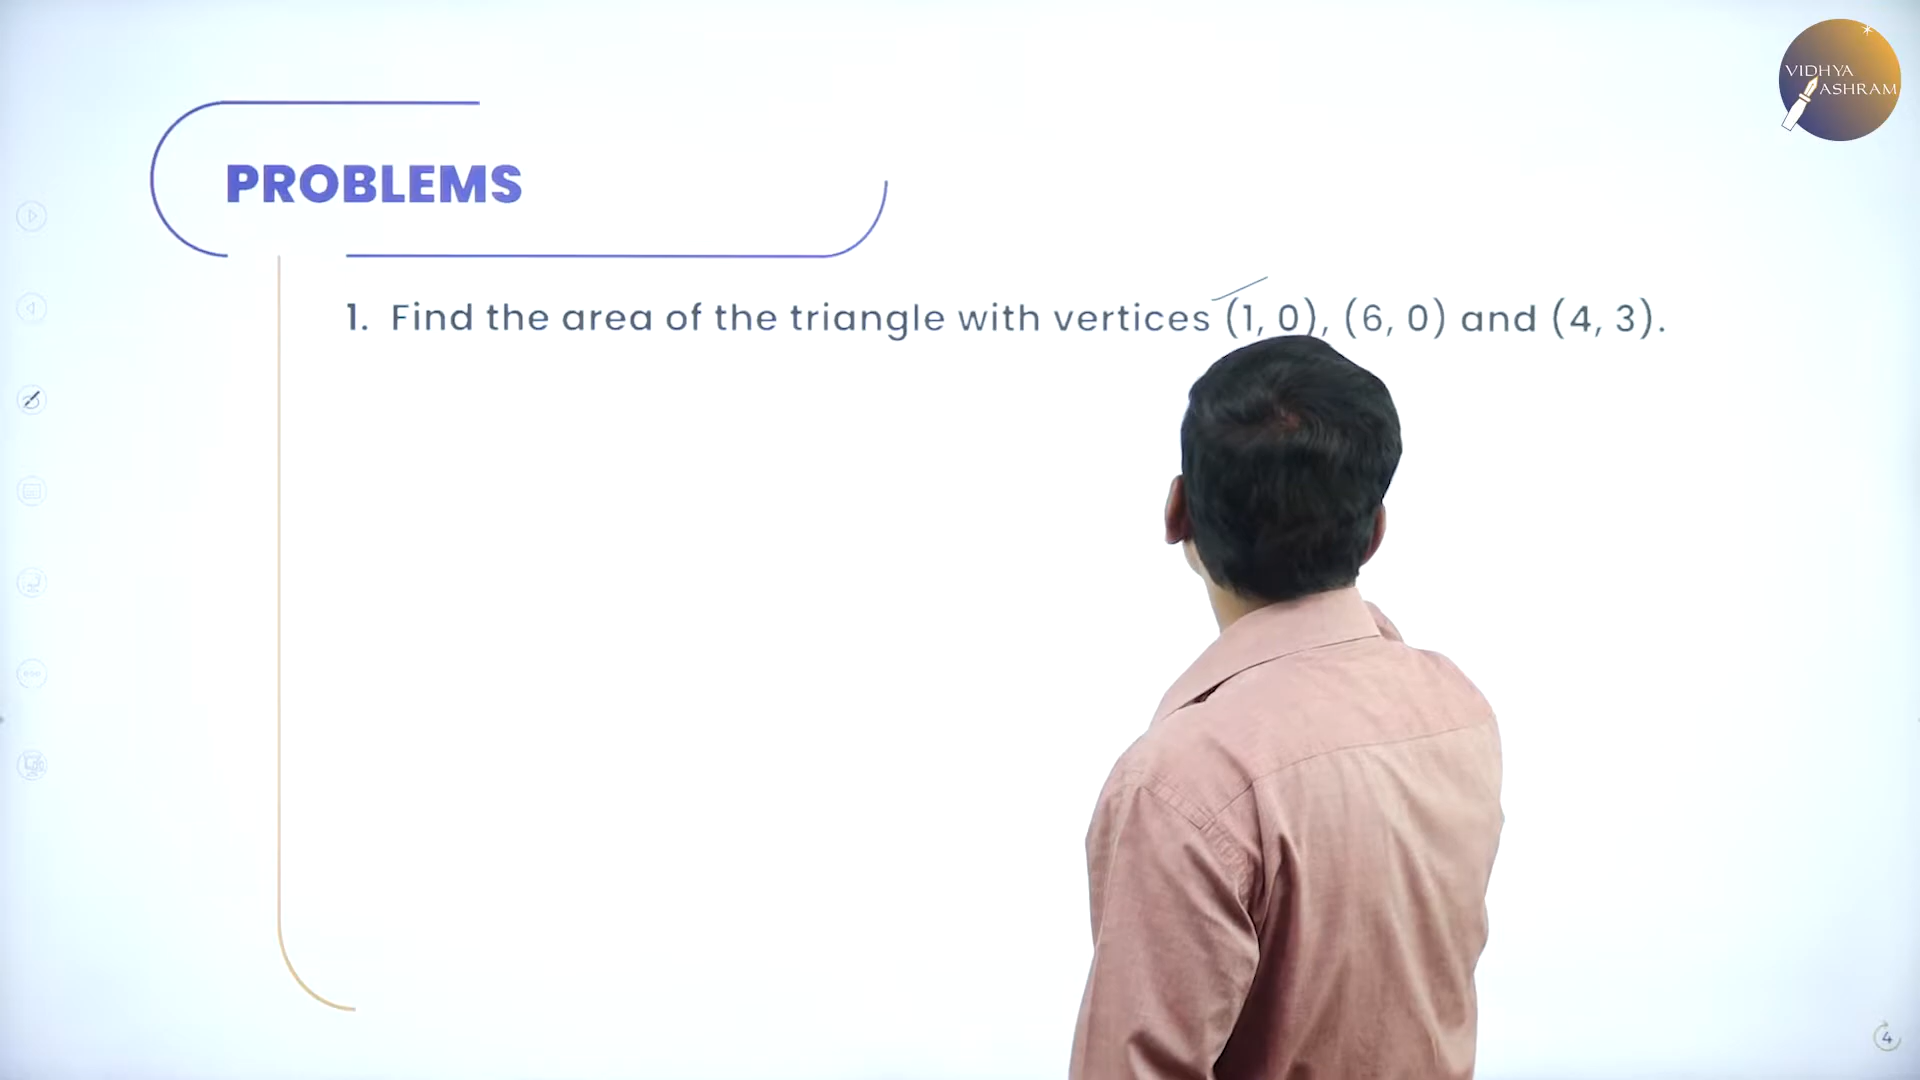 VIDHYA
ASHRAM
PROBLEMS
1. Find the area of the triangle with vertices (1, 0), (6, 0) and (4, 3).
4